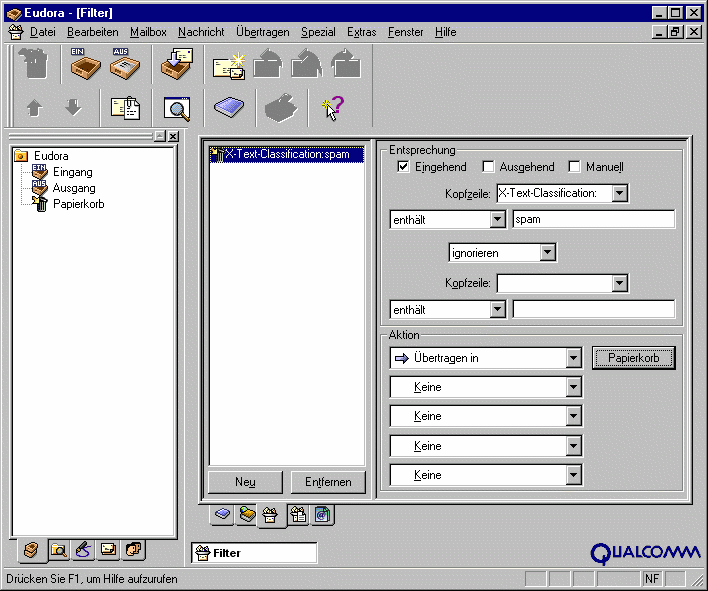 Eudora - [Filter]
Datei Bearbeiten Mailbox Nachricht Übertragen Spezial Extras Fenster Hilfe
EIN AUS
Eudora
EIN Eingang
AUS Ausgang
Papierkorb
X-Text-Classification: spam
Neu Entfernen
Entsprechung
Eingehend Ausgehend Manuell
Kopfzeile: X-Text-Classification:
enthält spam
ignorieren
Kopfzeile:
enthält
Aktion
Übertragen in Papierkorb
Keine
Keine
Keine
Keine
Filter
QUALCOMM
Drücken Sie F1, um Hilfe aufzurufen NF